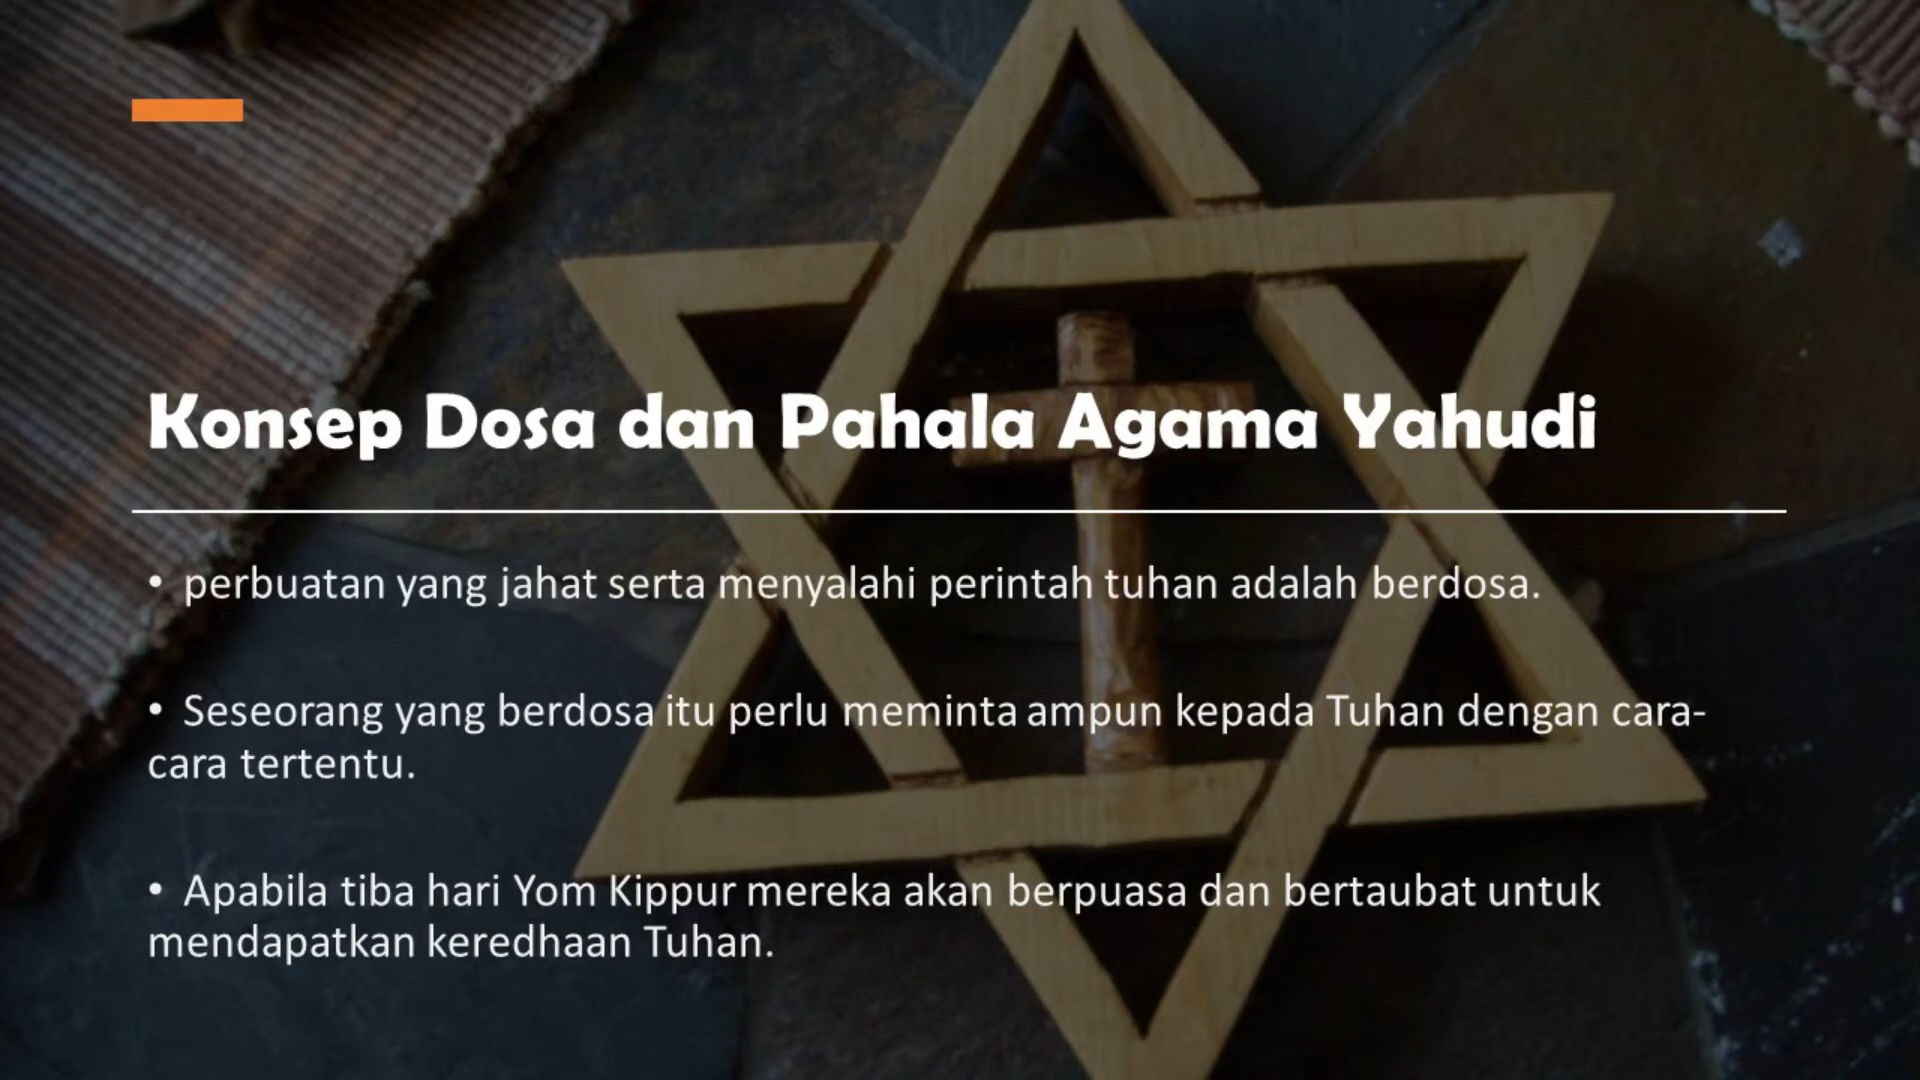 Konsep Dosa dan Pahala Agama Yahudi
• perbuatan yang jahat serta menyalahi perintah tuhan adalah berdosa.
• Seseorang yang berdosa itu perlu meminta ampun kepada Tuhan dengan cara-
cara tertentu.
• Apabila tiba hari Yom Kippur mereka akan berpuasa dan bertaubat untuk
mendapatkan keredhaan Tuhan.